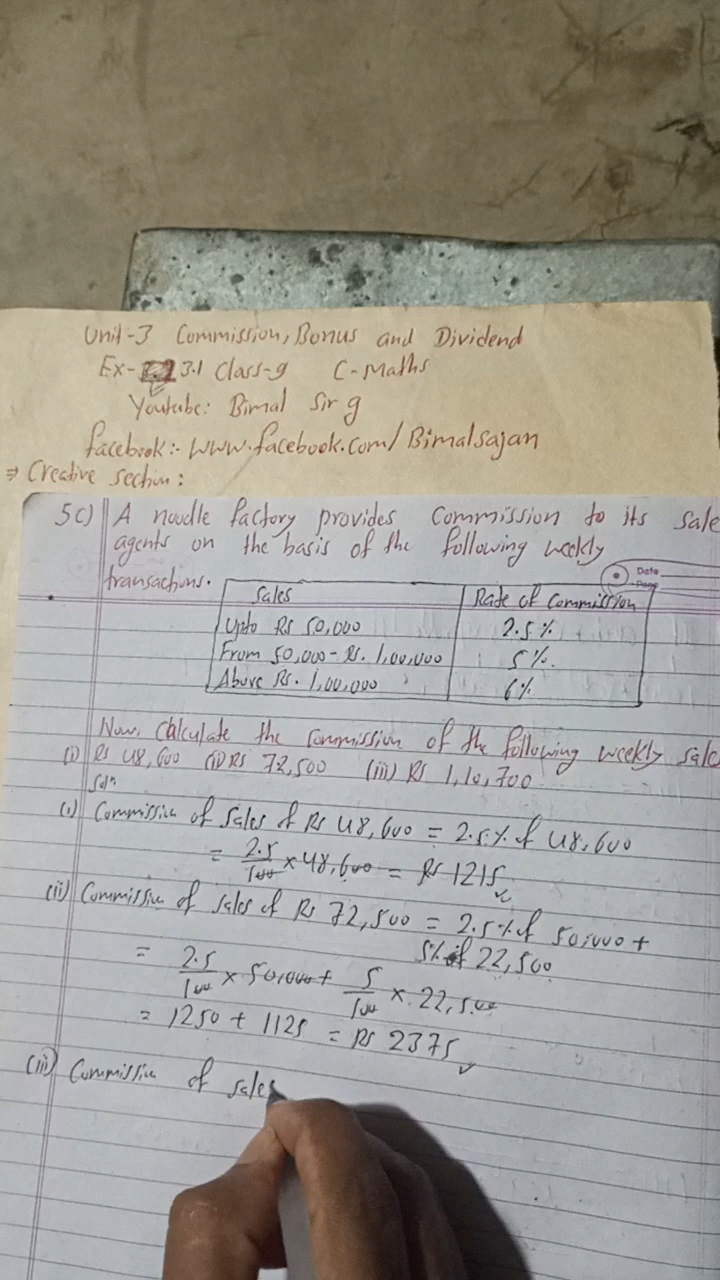 Unit-3 Commission, Bonus and Dividend
Ex- 3.1 Class-9 C-Maths
Youtube: Bimal Sir g
facebook:- www.facebook.com/Bimalsajan
⇒ Creative section:
5c) A noodle factory provides commission to its sale
agents on the basis of the following weekly
transactions.
Date
Page
Sales Rate of Commission
Upto Rs 50,000 2.5%
From 50,000 - Rs. 1,00,000 5%.
Above Rs. 1,00,000 6%
Now, Calculate the commission of the following weekly sale
(i) Rs 48,600 (ii) Rs 72,500 (iii) Rs 1,10,700
Soln
(i) Commission of sales of Rs 48,600 = 2.5% of 48,600
= 2.5/100 × 48,600 = Rs 1215
(ii) Commission of sales of Rs 72,500 = 2.5% of 50,000 +
5% of 22,500
= 2.5/100 × 50,000 + 5/100 × 22,500
= 1250 + 1125 = Rs 2375
(iii) Commission of sales